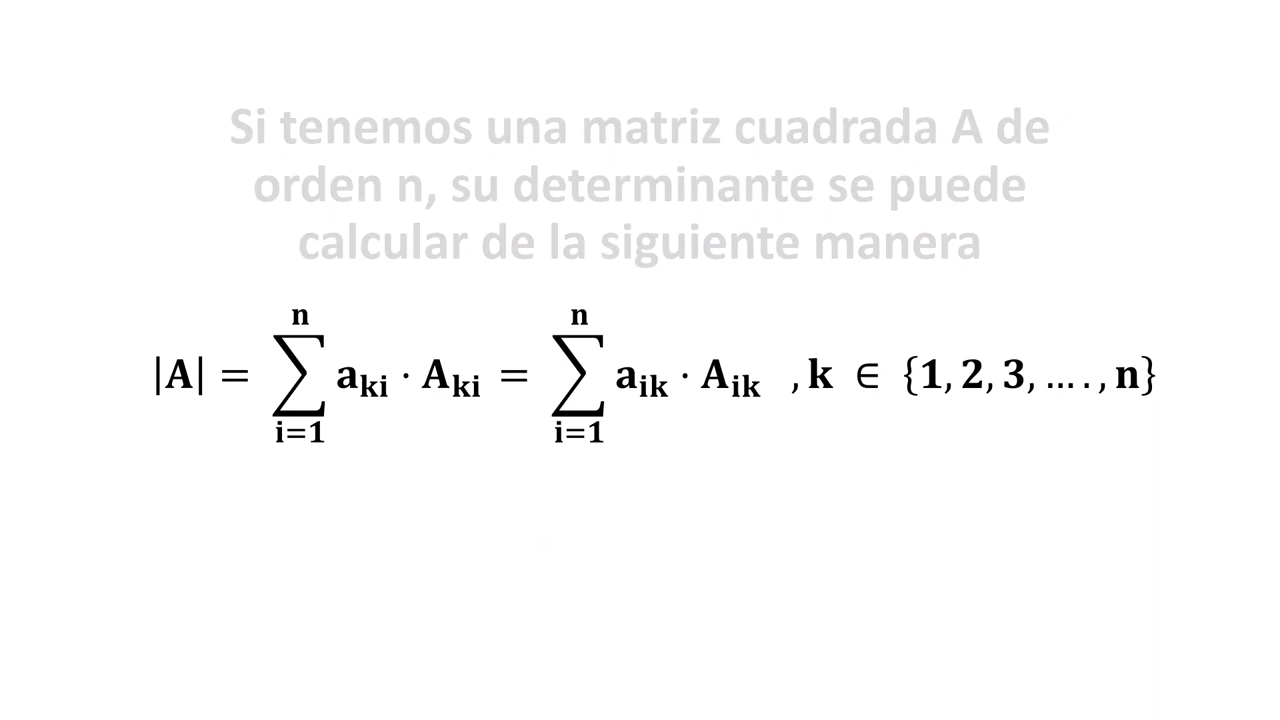 Si tenemos una matriz cuadrada A de
orden n, su determinante se puede
calcular de la siguiente manera
|A| = ∑_{i=1}^{n} a_{ki} · A_{ki} = ∑_{i=1}^{n} a_{ik} · A_{ik} , k ∈ {1, 2, 3, … . , n}